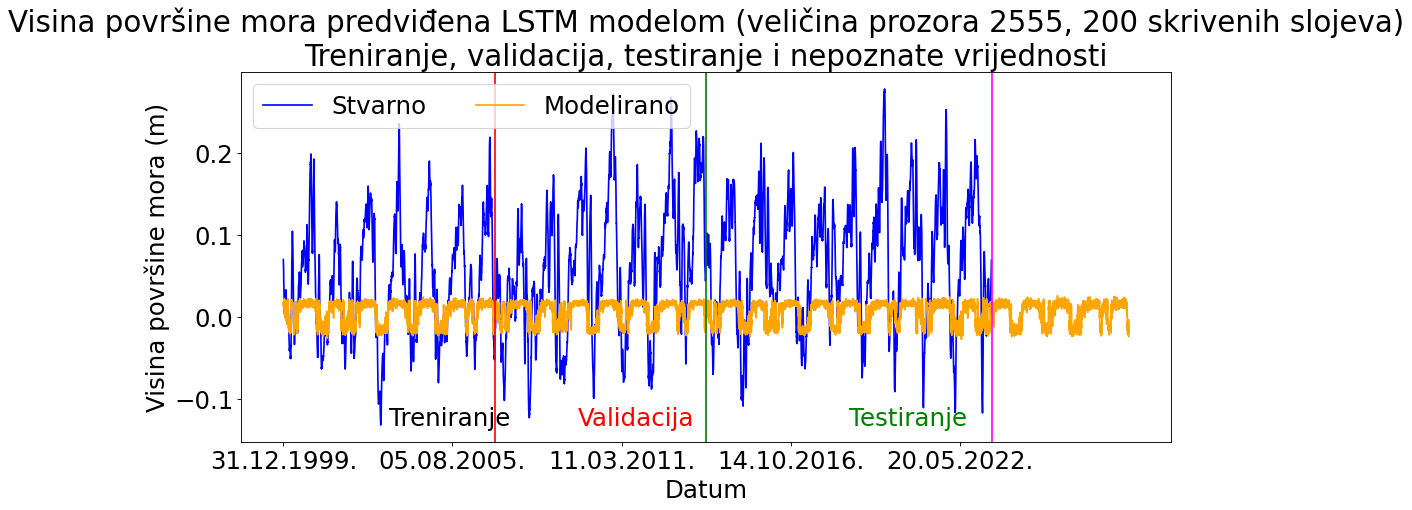 Visina površine mora predviđena LSTM modelom (veličina prozora 2555, 200 skrivenih slojeva)
Treniranje, validacija, testiranje i nepoznate vrijednosti
Stvarno
Modelirano
Visina površine mora (m)
0.2
0.1
0.0
−0.1
Treniranje
Validacija
Testiranje
31.12.1999.
05.08.2005.
11.03.2011.
14.10.2016.
20.05.2022.
Datum